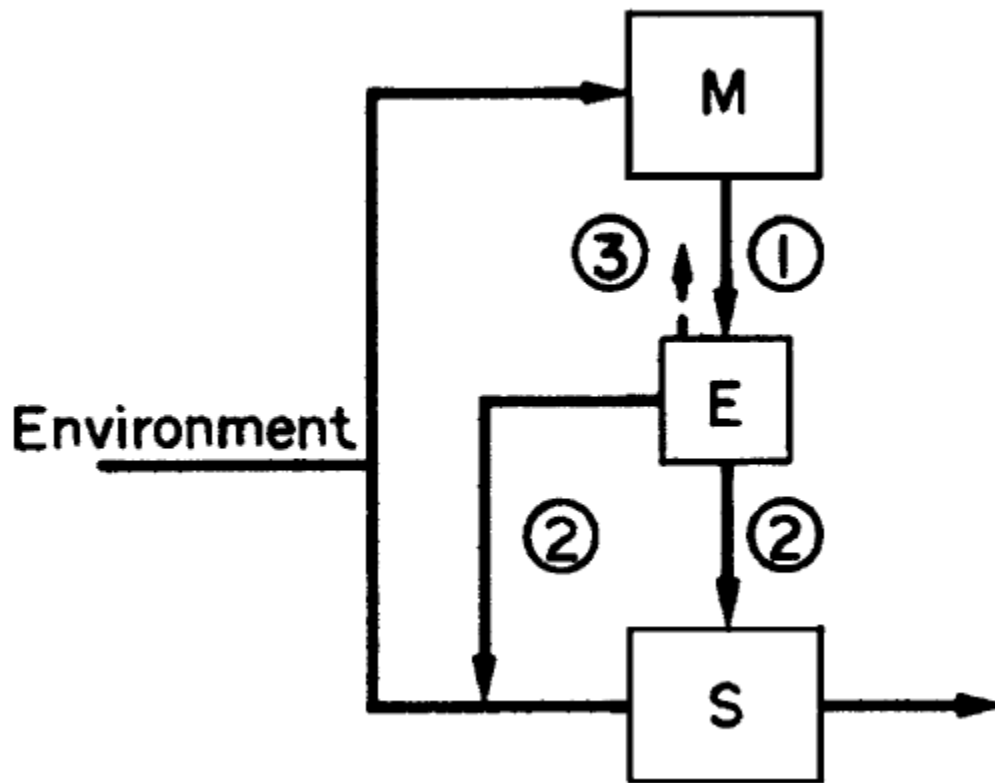 M
③ ①
E
Environment
② ②
S